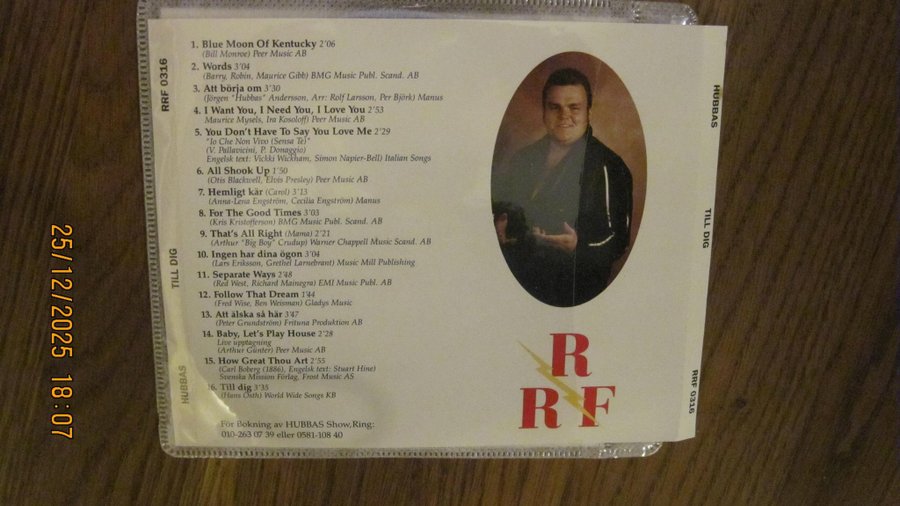 1. Blue Moon Of Kentucky 2'06
(Bill Monroe) Peer Music AB
2. Words 3'04
(Barry, Robin, Maurice Gibb) BMG Music Publ. Scand. AB
3. Att börja om 3'30
(Jörgen "Hubbas" Andersson, Arr: Rolf Larsson, Per Björk) Manus
4. I Want You, I Need You, I Love You 2'53
Maurice Mysels, Ira Kosoloff) Peer Music AB
5. You Don't Have To Say You Love Me 2'29
"Io Che Non Vivo (Sensa Te)"
(V. Pallavicini, P. Donaggio)
Engelsk text: Vickki Wickham, Simon Napier-Bell) Italian Songs
6. All Shook Up 1'50
(Otis Blackwell, Elvis Presley) Peer Music AB
7. Hemligt kär (Carol) 3'13
(Anna-Lena Engström, Cecilia Engström) Manus
8. For The Good Times 3'03
(Kris Kristofferson) BMG Music Publ. Scand. AB
9. That's All Right (Mama) 2'21
(Arthur "Big Boy" Crudup) Warner Chappell Music Scand. AB
10. Ingen har dina ögon 3'04
(Lars Eriksson, Grethel Larnebrant) Music Mill Publishing
11. Separate Ways 2'48
(Red West, Richard Mainegra) EMI Music Publ. AB
12. Follow That Dream 1'44
(Fred Wise, Ben Weisman) Gladys Music
13. Att älska så här 3'47
(Peter Grundström) Frituna Produktion AB
14. Baby, Let's Play House 2'28
Live upptagning
(Arthur Gunter) Peer Music AB
15. How Great Thou Art 2'55
(Carl Boberg (1886), Engelsk text: Stuart Hine)
Svenska Mission Förlag, Frost Music AS
16. Till dig 3'35
(Hans Östh) World Wide Songs KB
För Bokning av HUBBAS Show, Ring:
010-263 07 39 eller 0581-108 40
HUBBAS TILL DIG RRF 0316
R
R F
HUBBAS TILL DIG RRF 0316
25/12/2025 18:07